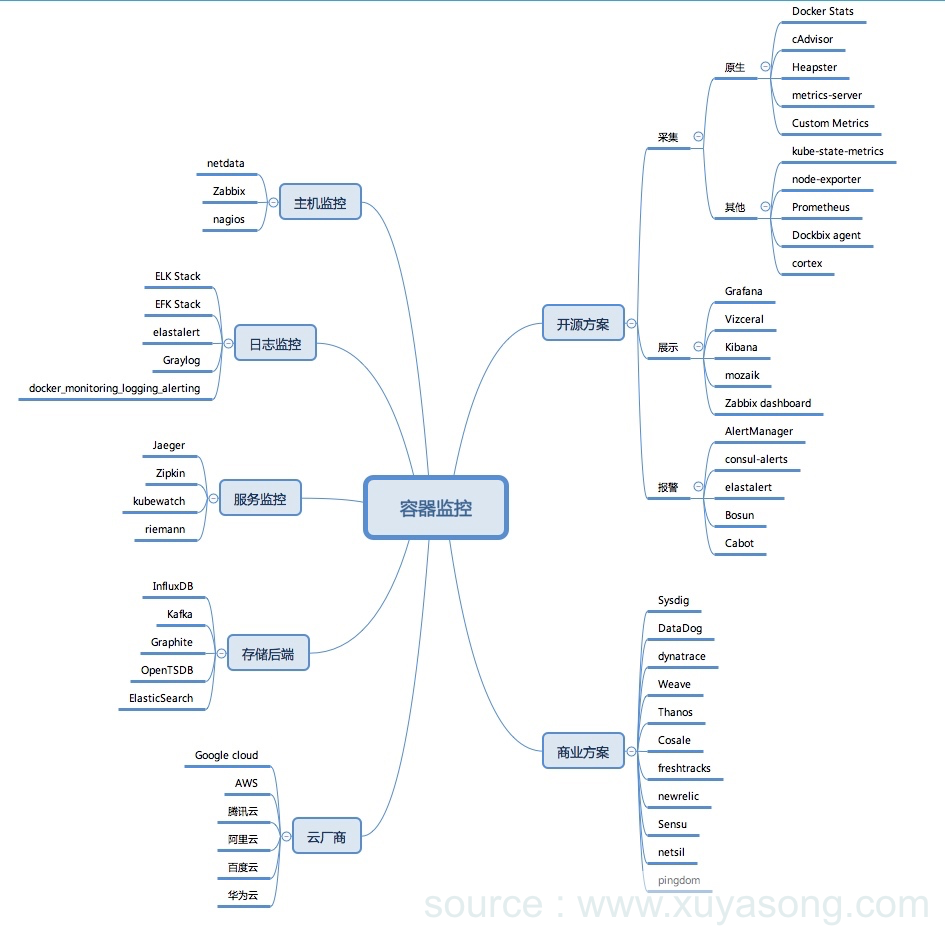 容器监控
开源方案
采集
原生
Docker Stats
cAdvisor
Heapster
metrics-server
Custom Metrics
其他
kube-state-metrics
node-exporter
Prometheus
Dockbix agent
cortex
展示
Grafana
Vizceral
Kibana
mozaik
Zabbix dashboard
报警
AlertManager
consul-alerts
elastalert
Bosun
Cabot
商业方案
Sysdig
DataDog
dynatrace
Weave
Thanos
Cosale
freshtracks
newrelic
Sensu
netsil
pingdom
主机监控
netdata
Zabbix
nagios
日志监控
ELK Stack
EFK Stack
elastalert
Graylog
docker_monitoring_logging_alerting
服务监控
Jaeger
Zipkin
kubewatch
riemann
存储后端
InfluxDB
Kafka
Graphite
OpenTSDB
ElasticSearch
云厂商
Google cloud
AWS
腾讯云
阿里云
百度云
华为云
source : www.xuyasong.com